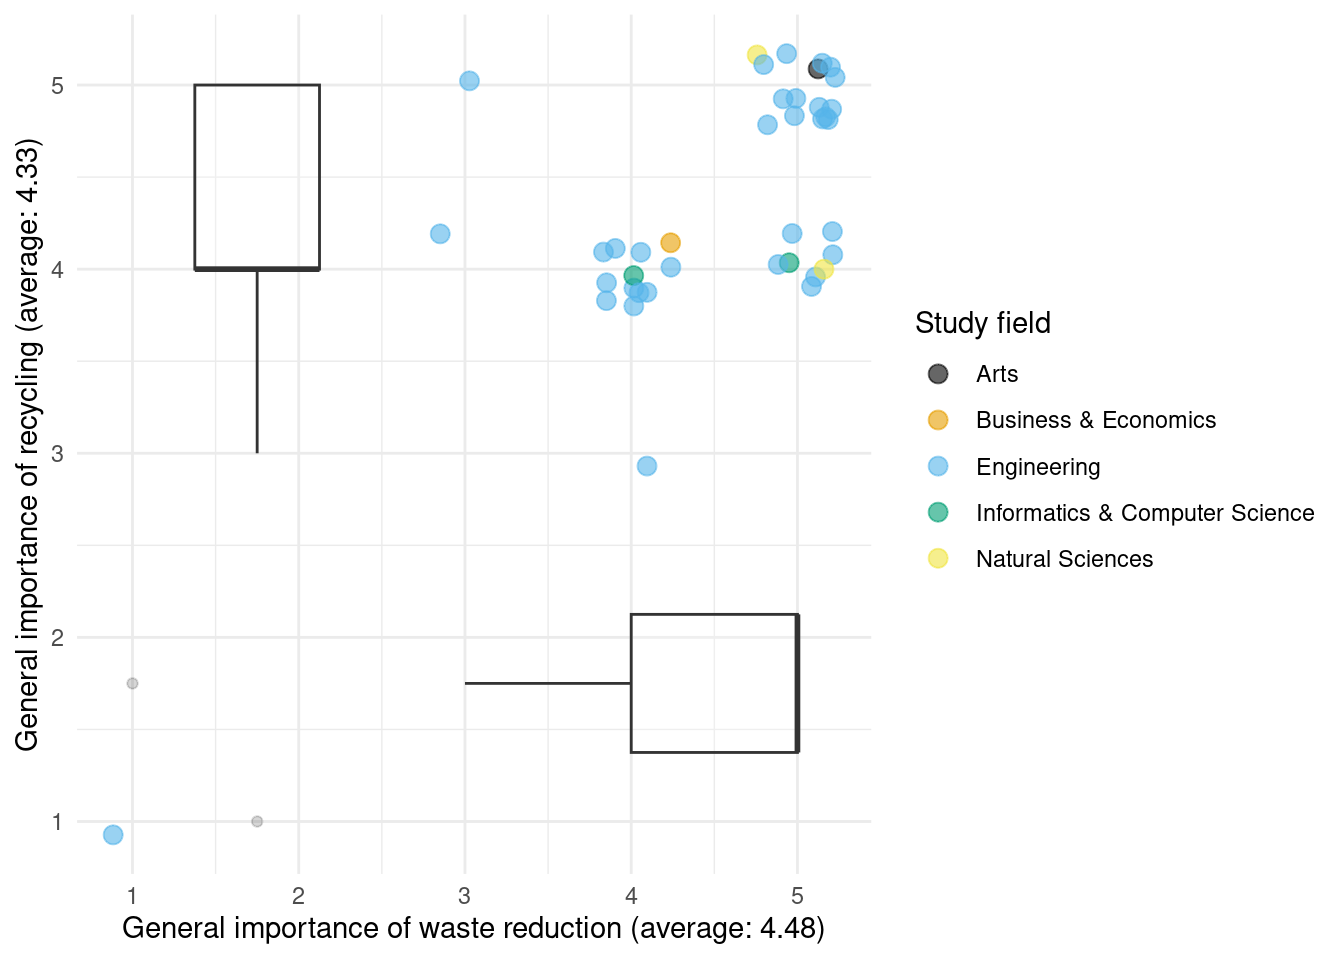 General importance of recycling (average: 4.33)
5
4
3
2
1
1 2 3 4 5
General importance of waste reduction (average: 4.48)
Study field
Arts
Business & Economics
Engineering
Informatics & Computer Science
Natural Sciences